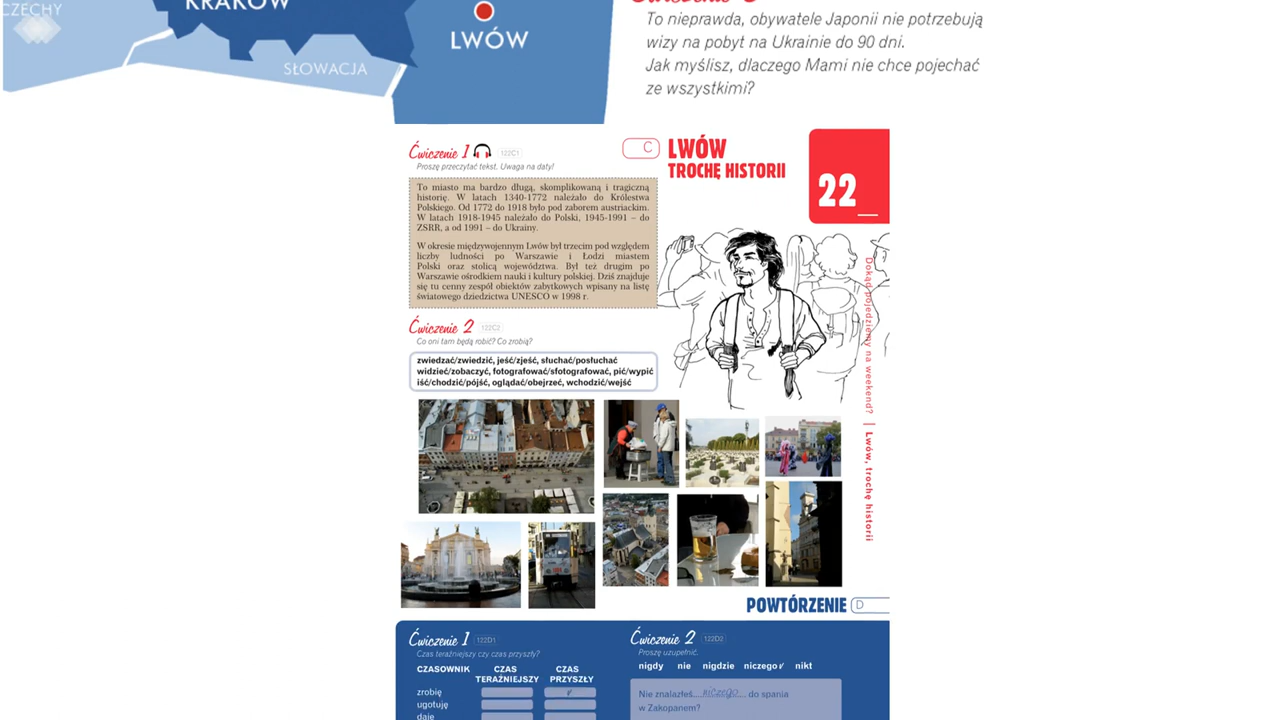 CZECHY
KRAKÓW
LWÓW
SŁOWACJA
To nieprawda, obywatele Japonii nie potrzebują
wizy na pobyt na Ukrainie do 90 dni.
Jak myślisz, dlaczego Mami nie chce pojechać
ze wszystkimi?
Ćwiczenie 1 122C1
Proszę przeczytać tekst. Uwaga na daty!
To miasto ma bardzo długą, skomplikowaną i tragiczną
historię. W latach 1340-1772 należało do Królestwa
Polskiego. Od 1772 do 1918 było pod zaborem austriackim.
W latach 1918-1945 należało do Polski, 1945-1991 – do
ZSRR, a od 1991 – do Ukrainy.
W okresie międzywojennym Lwów był trzecim pod względem
liczby ludności po Warszawie i Łodzi miastem
Polski oraz stolicą województwa. Był też drugim po
Warszawie ośrodkiem nauki i kultury polskiej. Dziś znajduje
się tu cenny zespół obiektów zabytkowych wpisany na listę
światowego dziedzictwa UNESCO w 1998 r.
C
LWÓW
TROCHĘ HISTORII
22
Dokąd pojedziemy na weekend? | Lwów, trochę historii
Ćwiczenie 2 122C2
Co oni tam będą robić? Co zrobią?
zwiedzać/zwiedzić, jeść/zjeść, słuchać/posłuchać
widzieć/zobaczyć, fotografować/sfotografować, pić/wypić
iść/chodzić/pójść, oglądać/obejrzeć, wchodzić/wejść
POWTÓRZENIE D
Ćwiczenie 1 122D1
Czas teraźniejszy czy czas przyszły?
CZASOWNIK CZAS TERAŹNIEJSZY CZAS PRZYSZŁY
zrobię
ugotuję
daję
Ćwiczenie 2 122D2
Proszę uzupełnić.
nigdy nie nigdzie niczego nikt
Nie znalazłeś....niczego.... do spania
w Zakopanem?